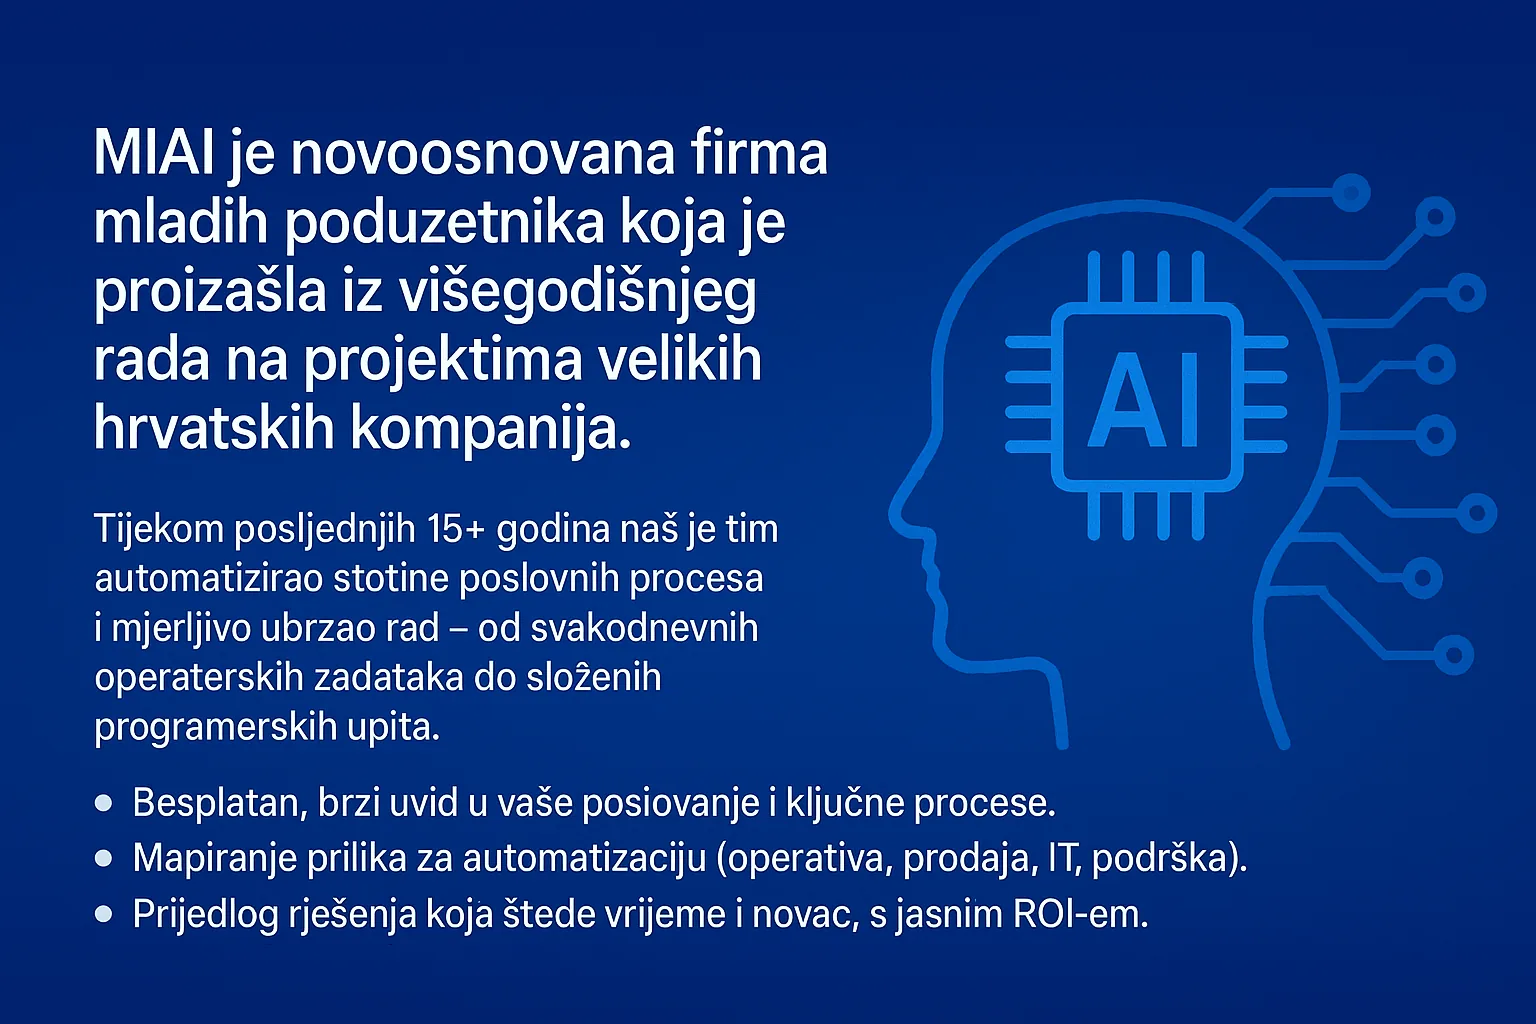 MIAI je novoosnovana firma
mladih poduzetnika koja je
proizašla iz višegodišnjeg
rada na projektima velikih
hrvatskih kompanija.
AI
Tijekom posljednjih 15+ godina naš je tim
automatizirao stotine poslovnih procesa
i mjerljivo ubrzao rad – od svakodnevnih
operaterskih zadataka do složenih
programerskih upita.
• Besplatan, brzi uvid u vaše posiovanje i ključne procese.
• Mapiranje prilika za automatizaciju (operativa, prodaja, IT, podrška).
• Prijedlog rješenja koja štede vrijeme i novac, s jasnim ROI-em.